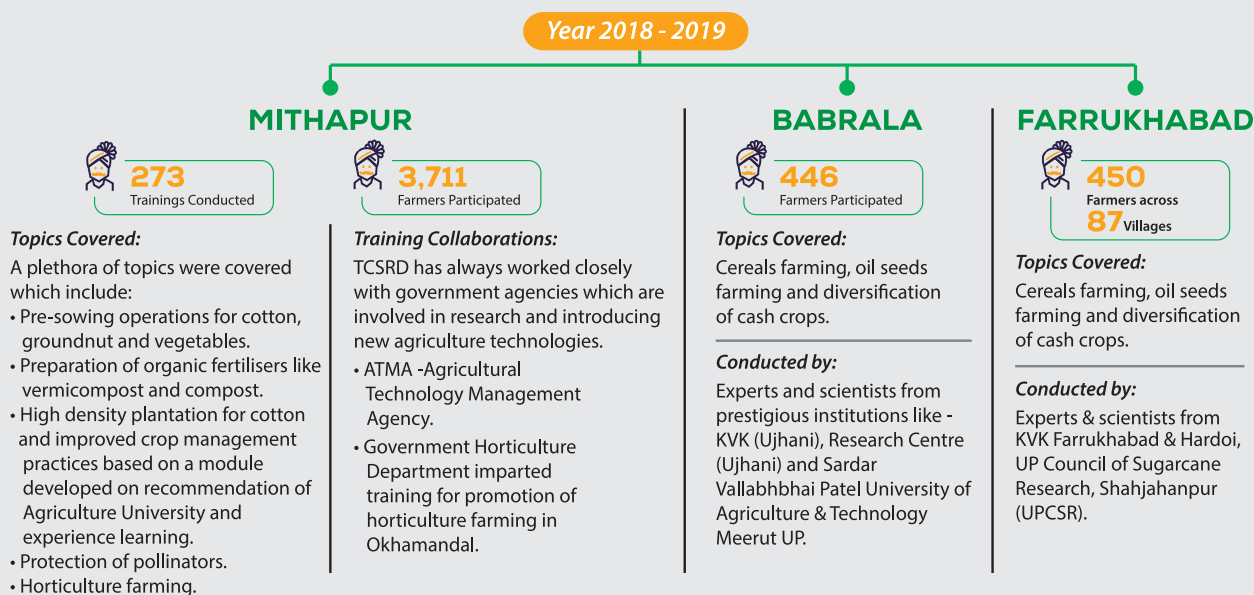 Year 2018 - 2019
MITHAPUR
273
Trainings Conducted
3,711
Farmers Participated
Topics Covered:
A plethora of topics were covered
which include:
• Pre-sowing operations for cotton,
groundnut and vegetables.
• Preparation of organic fertilisers like
vermicompost and compost.
• High density plantation for cotton
and improved crop management
practices based on a module
developed on recommendation of
Agriculture University and
experience learning.
• Protection of pollinators.
• Horticulture farming.
Training Collaborations:
TCSRD has always worked closely
with government agencies which are
involved in research and introducing
new agriculture technologies.
• ATMA -Agricultural
Technology Management
Agency.
• Government Horticulture
Department imparted
training for promotion of
horticulture farming in
Okhamandal.
BABRALA
446
Farmers Participated
Topics Covered:
Cereals farming, oil seeds
farming and diversification
of cash crops.
Conducted by:
Experts and scientists from
prestigious institutions like -
KVK (Ujhani), Research Centre
(Ujhani) and Sardar
Vallabhbhai Patel University of
Agriculture & Technology
Meerut UP.
FARRUKHABAD
450
Farmers across
87 Villages
Topics Covered:
Cereals farming, oil seeds
farming and diversification
of cash crops.
Conducted by:
Experts & scientists from
KVK Farrukhabad & Hardoi,
UP Council of Sugarcane
Research, Shahjahanpur
(UPCSR).